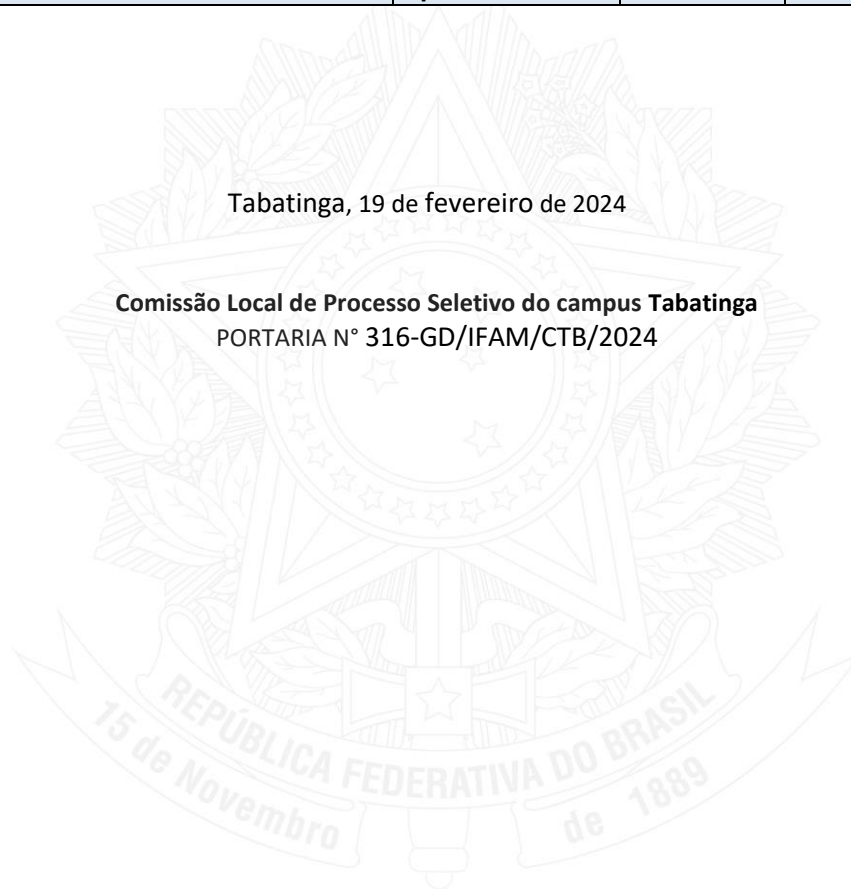 Tabatinga, 19 de fevereiro de 2024
Comissão Local de Processo Seletivo do campus Tabatinga
PORTARIA N° 316-GD/IFAM/CTB/2024
REPÚBLICA FEDERATIVA DO BRASIL
15 de Novembro de 1889